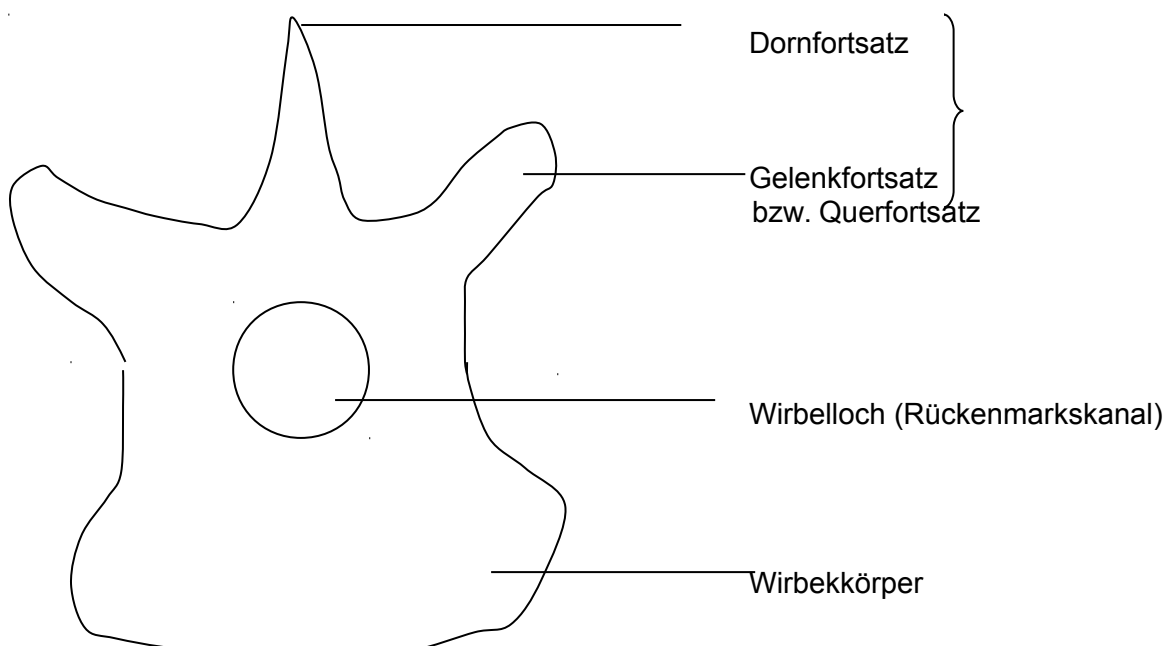 Dornfortsatz
Gelenkfortsatz
bzw. Querfortsatz
Wirbelloch (Rückenmarkskanal)
Wirbekkörper